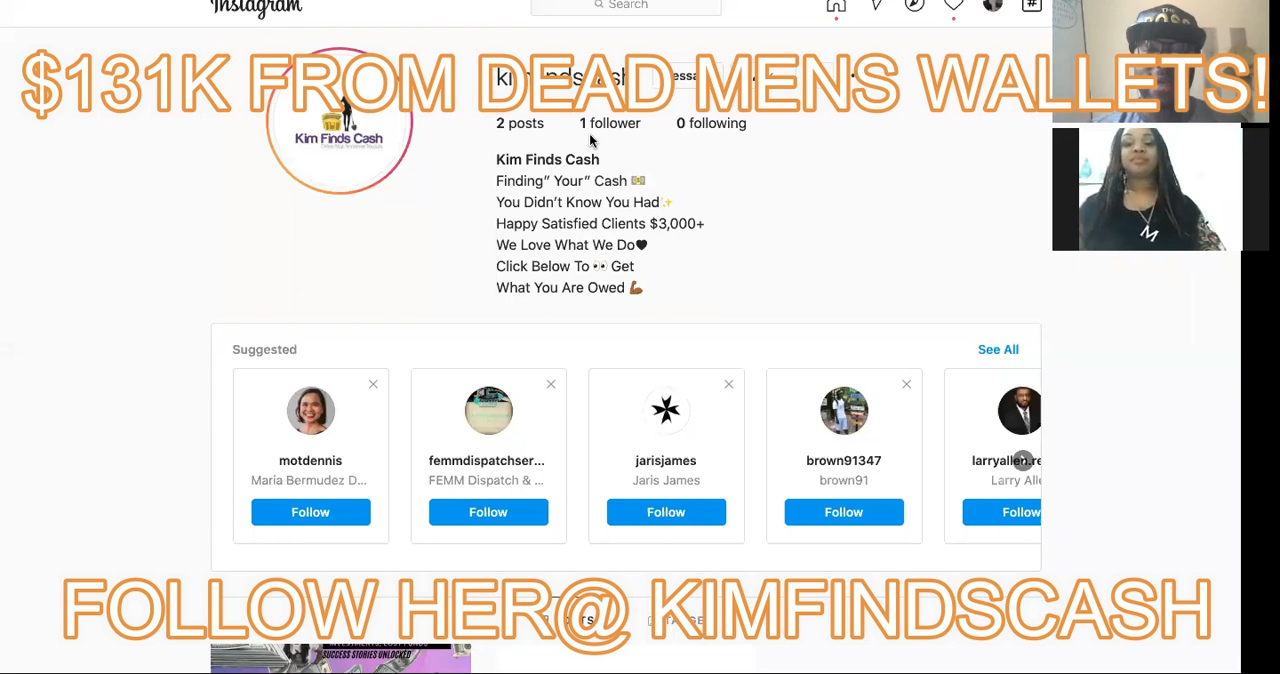 Instagram
Search
$131K FROM DEAD MENS WALLETS!
2 posts 1 follower 0 following
Kim Finds Cash
Kim Finds Cash
Finding” Your” Cash 💵
You Didn’t Know You Had✨
Happy Satisfied Clients $3,000+
We Love What We Do🖤
Click Below To 👀 Get
What You Are Owed 💪🏾
Suggested See All
motdennis femmdispatchser... jarisjames brown91347
Maria Bermudez D... FEMM Dispatch & ... Jaris James brown91
Follow Follow Follow Follow Follow
FOLLOW HER@ KIMFINDSCASH
SUCCESS STORIES UNLOCKED
M